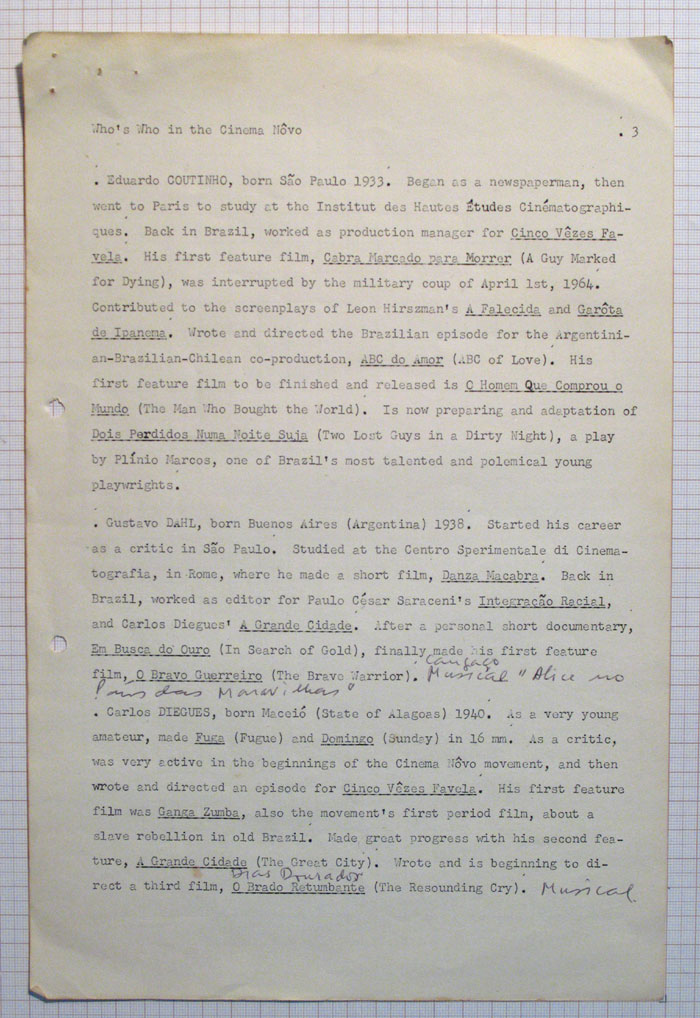 Who's Who in the Cinema Nôvo . 3
. Eduardo COUTINHO, born São Paulo 1933. Began as a newspaperman, then
went to Paris to study at the Institut des Hautes Études Cinématographi-
ques. Back in Brazil, worked as production manager for Cinco Vêzes Fa-
vela. His first feature film, Cabra Marcado para Morrer (A Guy Marked
for Dying), was interrupted by the military coup of April 1st, 1964.
Contributed to the screenplays of Leon Hirszman's A Falecida and Garôta
de Ipanema. Wrote and directed the Brazilian episode for the Argentini-
an-Brazilian-Chilean co-production, ABC do Amor (ABC of Love). His
first feature film to be finished and released is O Homem Que Comprou o
Mundo (The Man Who Bought the World). Is now preparing and adaptation of
Dois Perdidos Numa Noite Suja (Two Lost Guys in a Dirty Night), a play
by Plínio Marcos, one of Brazil's most talented and polemical young
playwrights.
. Gustavo DAHL, born Buenos Aires (Argentina) 1938. Started his career
as a critic in São Paulo. Studied at the Centro Sperimentale di Cinema-
tografia, in Rome, where he made a short film, Danza Macabra. Back in
Brazil, worked as editor for Paulo César Saraceni's Integração Racial,
and Carlos Diegues' A Grande Cidade. After a personal short documentary,
Em Busca do Ouro (In Search of Gold), finally made his first feature
cangaço
film, O Bravo Guerreiro (The Brave Warrior). Musical "Alice no
País das Maravilhas"
. Carlos DIEGUES, born Maceió (State of Alagoas) 1940. As a very young
amateur, made Fuga (Fugue) and Domingo (Sunday) in 16 mm. As a critic,
was very active in the beginnings of the Cinema Nôvo movement, and then
wrote and directed an episode for Cinco Vêzes Favela. His first feature
film was Ganga Zumba, also the movement's first period film, about a
slave rebellion in old Brazil. Made great progress with his second fea-
ture, A Grande Cidade (The Great City). Wrote and is beginning to di-
Dias Dourados
rect a third film, O Brado Retumbante (The Resounding Cry). Musical